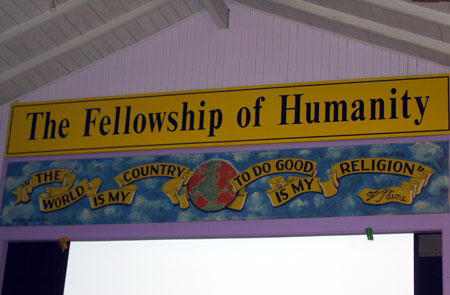 The Fellowship of Humanity
"THE WORLD IS MY COUNTRY TO DO GOOD IS MY RELIGION"